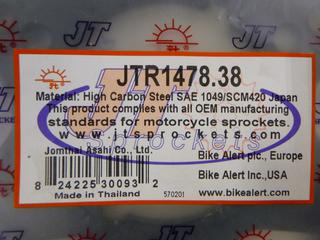 JT
JTR1478.38
Material: High Carbon Steel SAE 1049/SCM420 Japan
This product complies with all OEM manufacturing
standards for motorcycle sprockets.
www.jtsprockets.com
Jomthai Asahi Co., Ltd.
Bike Alert plc., Europe
Bike Alert Inc.,USA
8 24225 30093 2
Made in Thailand
570201
www.bikealert.com